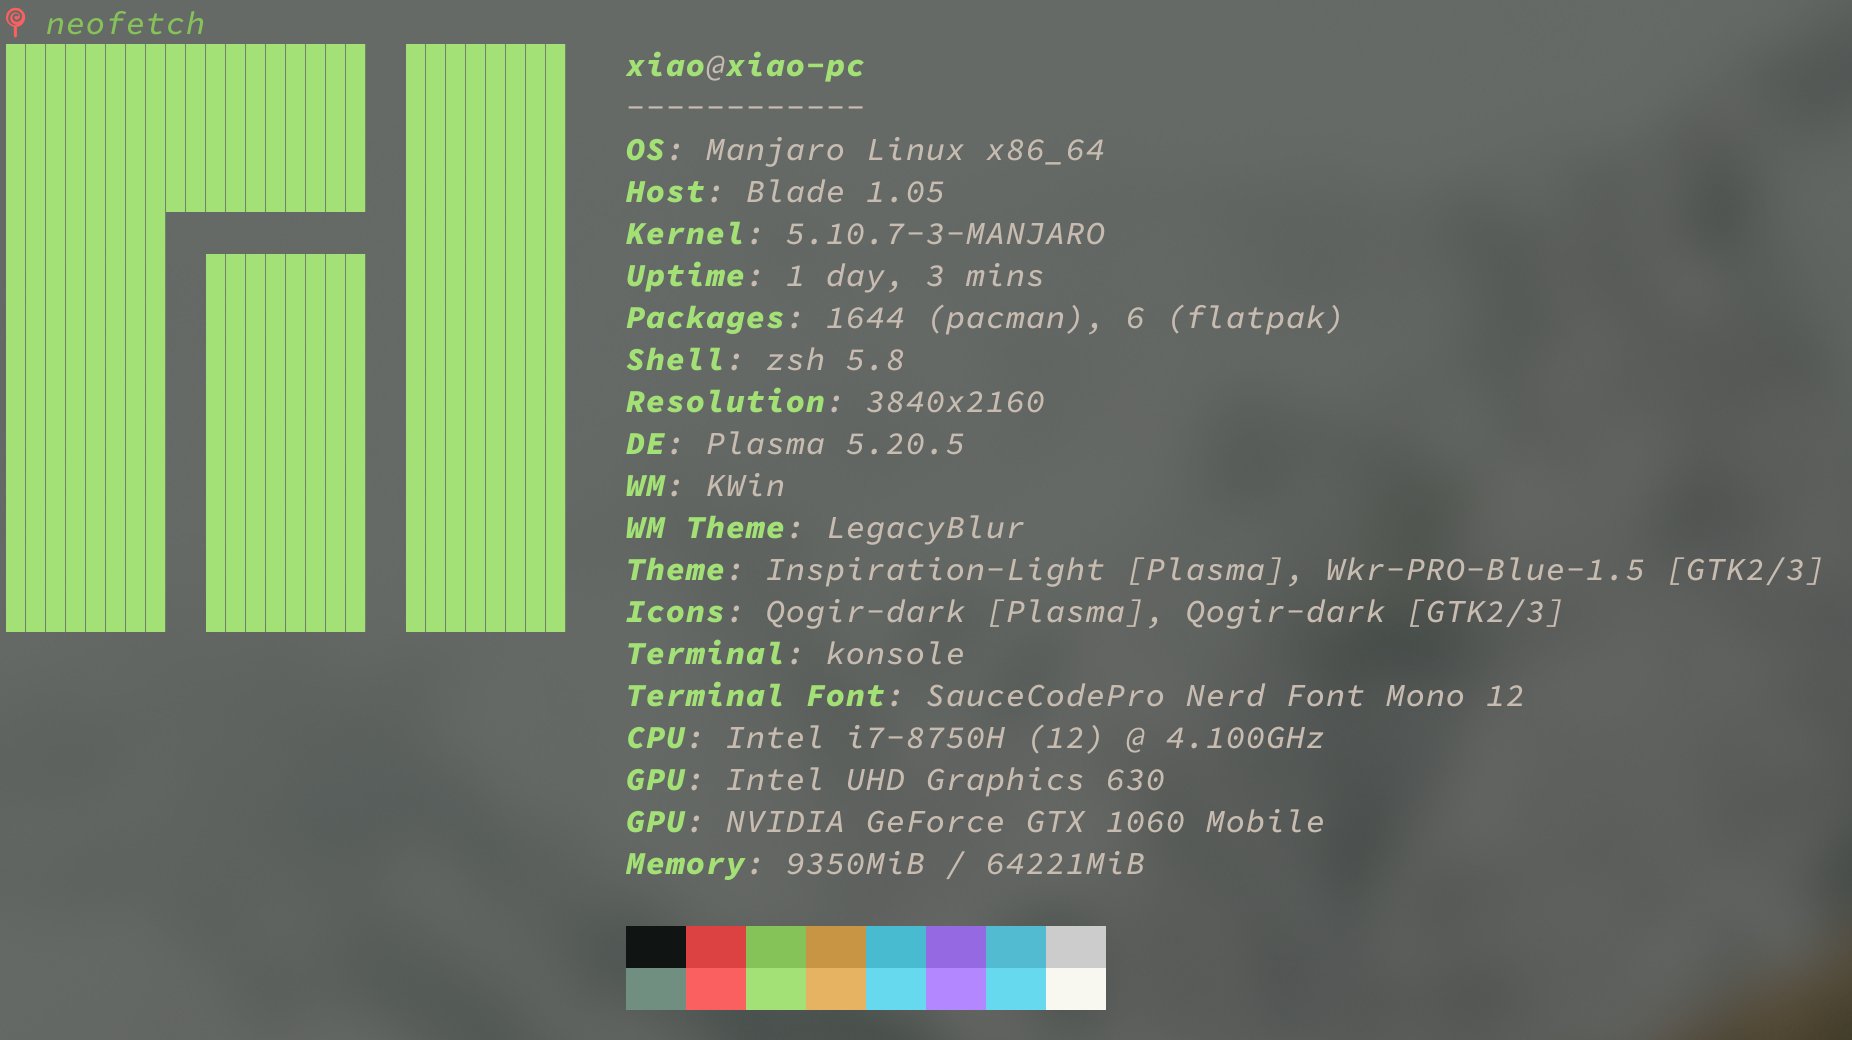 neofetch
xiao@xiao-pc
------------
OS: Manjaro Linux x86_64
Host: Blade 1.05
Kernel: 5.10.7-3-MANJARO
Uptime: 1 day, 3 mins
Packages: 1644 (pacman), 6 (flatpak)
Shell: zsh 5.8
Resolution: 3840x2160
DE: Plasma 5.20.5
WM: KWin
WM Theme: LegacyBlur
Theme: Inspiration-Light [Plasma], Wkr-PRO-Blue-1.5 [GTK2/3]
Icons: Qogir-dark [Plasma], Qogir-dark [GTK2/3]
Terminal: konsole
Terminal Font: SauceCodePro Nerd Font Mono 12
CPU: Intel i7-8750H (12) @ 4.100GHz
GPU: Intel UHD Graphics 630
GPU: NVIDIA GeForce GTX 1060 Mobile
Memory: 9350MiB / 64221MiB